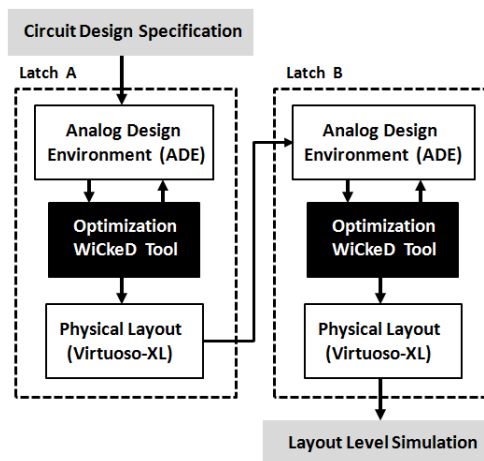 Circuit Design Specification
Latch A
Analog Design
Environment (ADE)
Optimization
WiCkeD Tool
Physical Layout
(Virtuoso-XL)
Latch B
Analog Design
Environment (ADE)
Optimization
WiCkeD Tool
Physical Layout
(Virtuoso-XL)
Layout Level Simulation